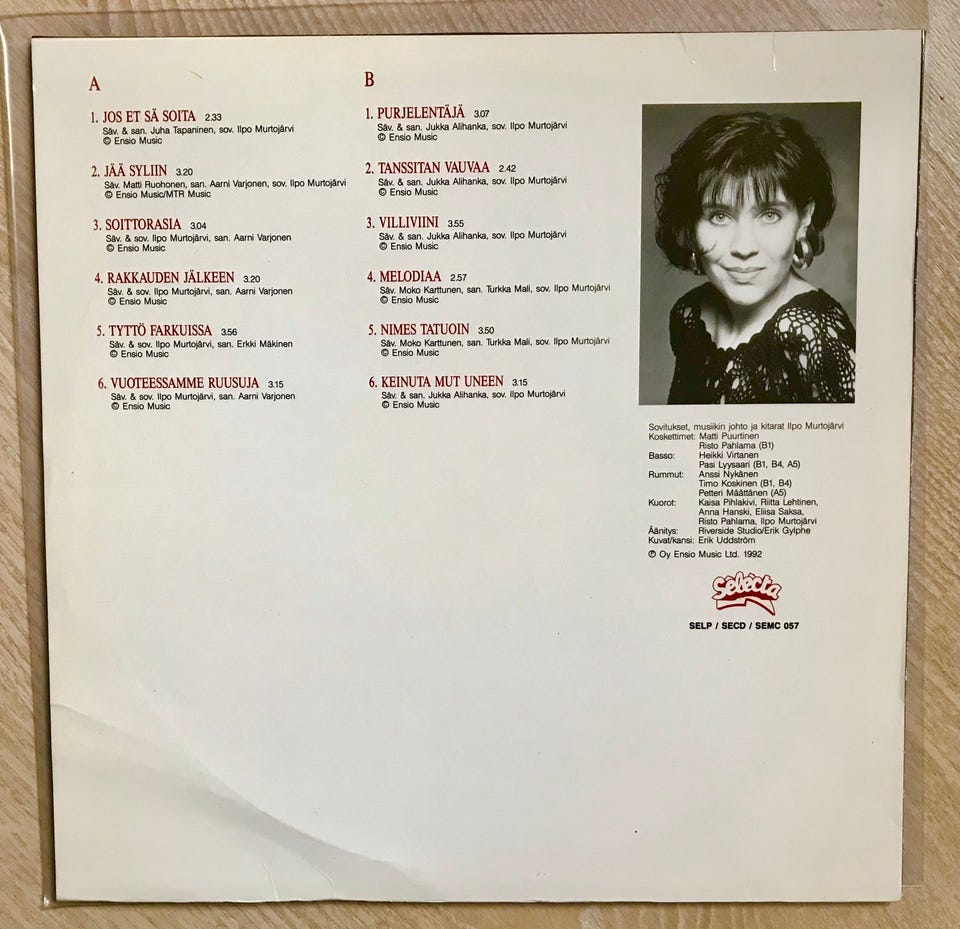 A
1. JOS ET SÄ SOITA 2.33
Säv. & san. Juha Tapaninen, sov. Ilpo Murtojärvi
© Ensio Music
2. JÄÄ SYLIIN 3.20
Säv. Matti Ruohonen, san. Aarni Varjonen, sov. Ilpo Murtojärvi
© Ensio Music/MTR Music
3. SOITTORASIA 3.04
Säv. & sov. Ilpo Murtojärvi, san. Aarni Varjonen
© Ensio Music
4. RAKKAUDEN JÄLKEEN 3.20
Säv. & sov. Ilpo Murtojärvi, san. Aarni Varjonen
© Ensio Music
5. TYTTÖ FARKUISSA 3.56
Säv. & sov. Ilpo Murtojärvi, san. Erkki Mäkinen
© Ensio Music
6. VUOTEESSAMME RUUSUJA 3.15
Säv. & sov. Ilpo Murtojärvi, san. Aarni Varjonen
© Ensio Music
B
1. PURJELENTÄJÄ 3.07
Säv. & san. Jukka Alihanka, sov. Ilpo Murtojärvi
© Ensio Music
2. TANSSITAN VAUVAA 2.42
Säv. & san. Jukka Alihanka, sov. Ilpo Murtojärvi
© Ensio Music
3. VILLIVIINI 3.55
Säv. & san. Jukka Alihanka, sov. Ilpo Murtojärvi
© Ensio Music
4. MELODIAA 2.57
Säv. Moko Karttunen, san. Turkka Mali, sov. Ilpo Murtojärvi
© Ensio Music
5. NIMES TATUOIN 3.50
Säv. Moko Karttunen, san. Turkka Mali, sov. Ilpo Murtojärvi
© Ensio Music
6. KEINUTA MUT UNEEN 3.15
Säv. & san. Jukka Alihanka, sov. Ilpo Murtojärvi
© Ensio Music
Sovitukset, musiikin johto ja kitarat Ilpo Murtojärvi
Koskettimet: Matti Puurtinen
Risto Pahlama (B1)
Basso: Heikki Virtanen
Pasi Lyysaari (B1, B4, A5)
Rummut: Anssi Nykänen
Timo Koskinen (B1, B4)
Petteri Määttänen (A5)
Kuorot: Kaisa Pihlakivi, Riitta Lehtinen,
Anna Hanski, Eliisa Saksa,
Risto Pahlama, Ilpo Murtojärvi
Äänitys: Riverside Studio/Erik Gylphe
Kuvat/kansi: Erik Uddström
℗ Oy Ensio Music Ltd. 1992
Selecta
SELP / SECD / SEMC 057